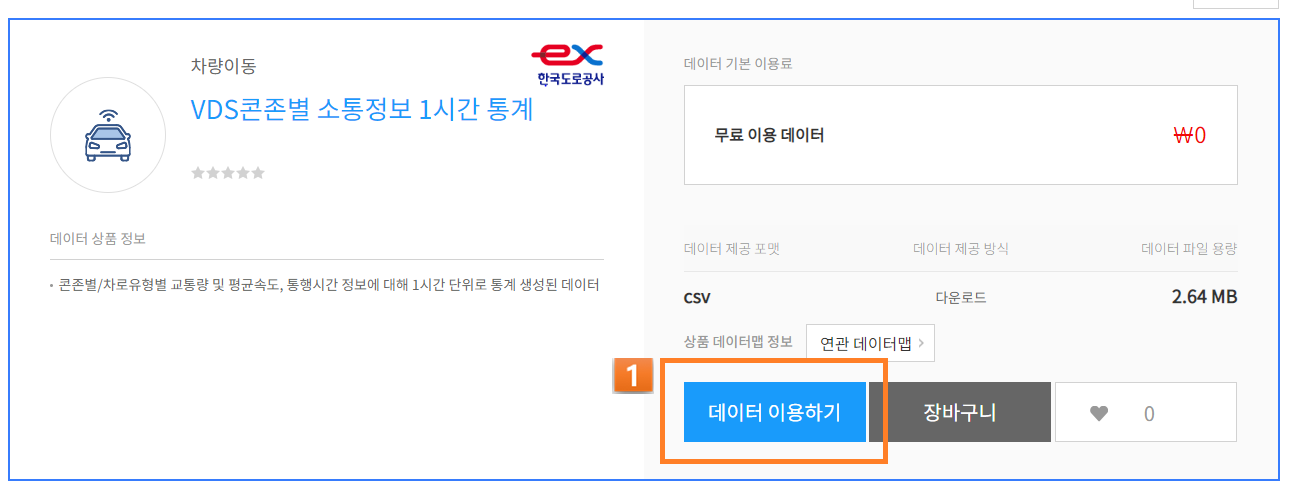 차량이동
ex
한국도로공사
VDS콘존별 소통정보 1시간 통계
데이터 상품 정보
• 콘존별/차로유형별 교통량 및 평균속도, 통행시간 정보에 대해 1시간 단위로 통계 생성된 데이터
데이터 기본 이용료
무료 이용 데이터 ₩0
데이터 제공 포맷 데이터 제공 방식 데이터 파일 용량
CSV 다운로드 2.64 MB
상품 데이터맵 정보 연관 데이터맵 >
1
데이터 이용하기 장바구니 0